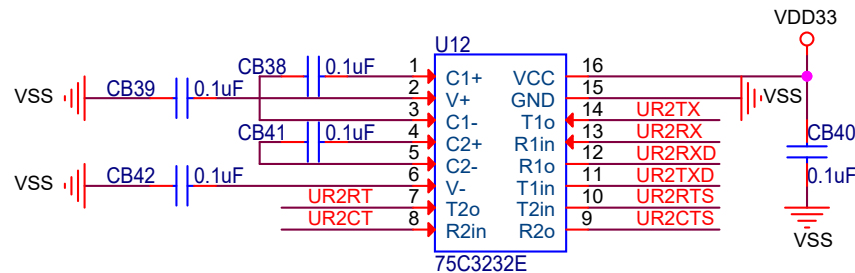 VDD33
U12
CB38 0.1uF 1 C1+ VCC 16
VSS CB39 0.1uF 2 V+ GND 15 VSS
3 C1- T1o 14 UR2TX
CB41 0.1uF 4 C2+ R1in 13 UR2RX
5 C2- R1o 12 UR2RXD
VSS CB42 0.1uF 6 V- T1in 11 UR2TXD
UR2RT 7 T2o T2in 10 UR2RTS
UR2CT 8 R2in R2o 9 UR2CTS
75C3232E
CB40
0.1uF
VSS